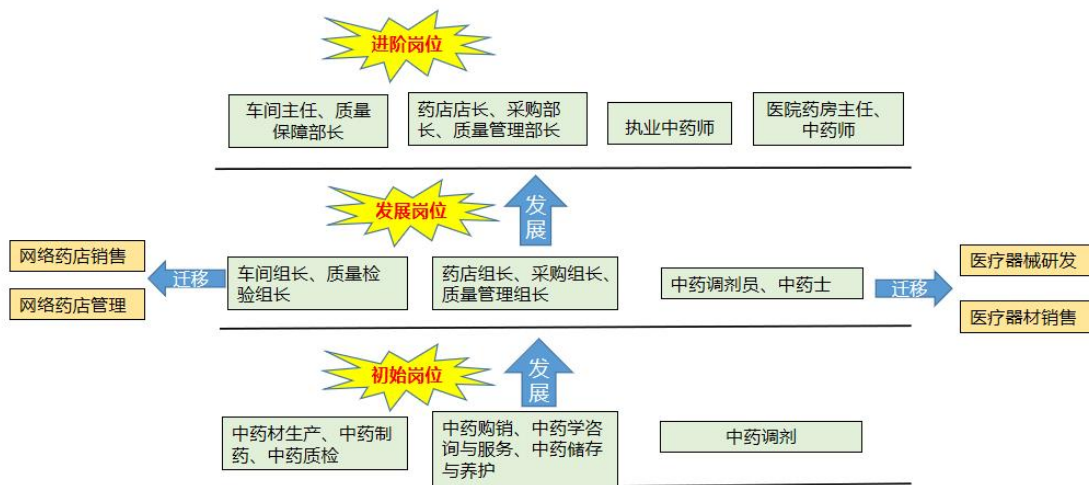 进阶岗位
车间主任、质量
保障部长
药店店长、采购部
长、质量管理部长
执业中药师
医院药房主任、
中药师
发展岗位
发
展
网络药店销售
网络药店管理
迁移
车间组长、质量检
验组长
药店组长、采购组长、
质量管理组长
中药调剂员、中药士
迁移
医疗器械研发
医疗器材销售
初始岗位
发
展
中药材生产、中药制
药、中药质检
中药购销、中药学咨
询与服务、中药储存
与养护
中药调剂